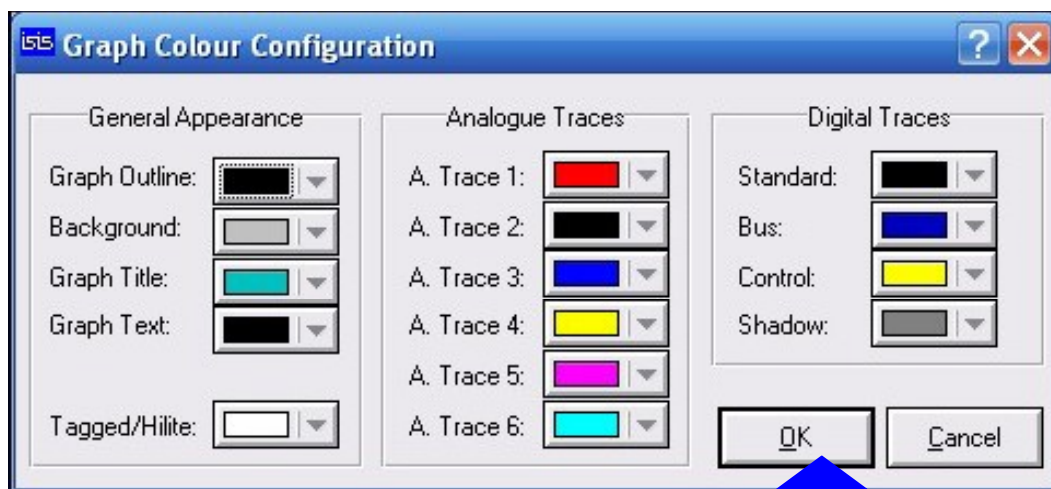 isis Graph Colour Configuration
General Appearance
Graph Outline:
Background:
Graph Title:
Graph Text:
Tagged/Hilite:
Analogue Traces
A. Trace 1:
A. Trace 2:
A. Trace 3:
A. Trace 4:
A. Trace 5:
A. Trace 6:
Digital Traces
Standard:
Bus:
Control:
Shadow:
OK
Cancel